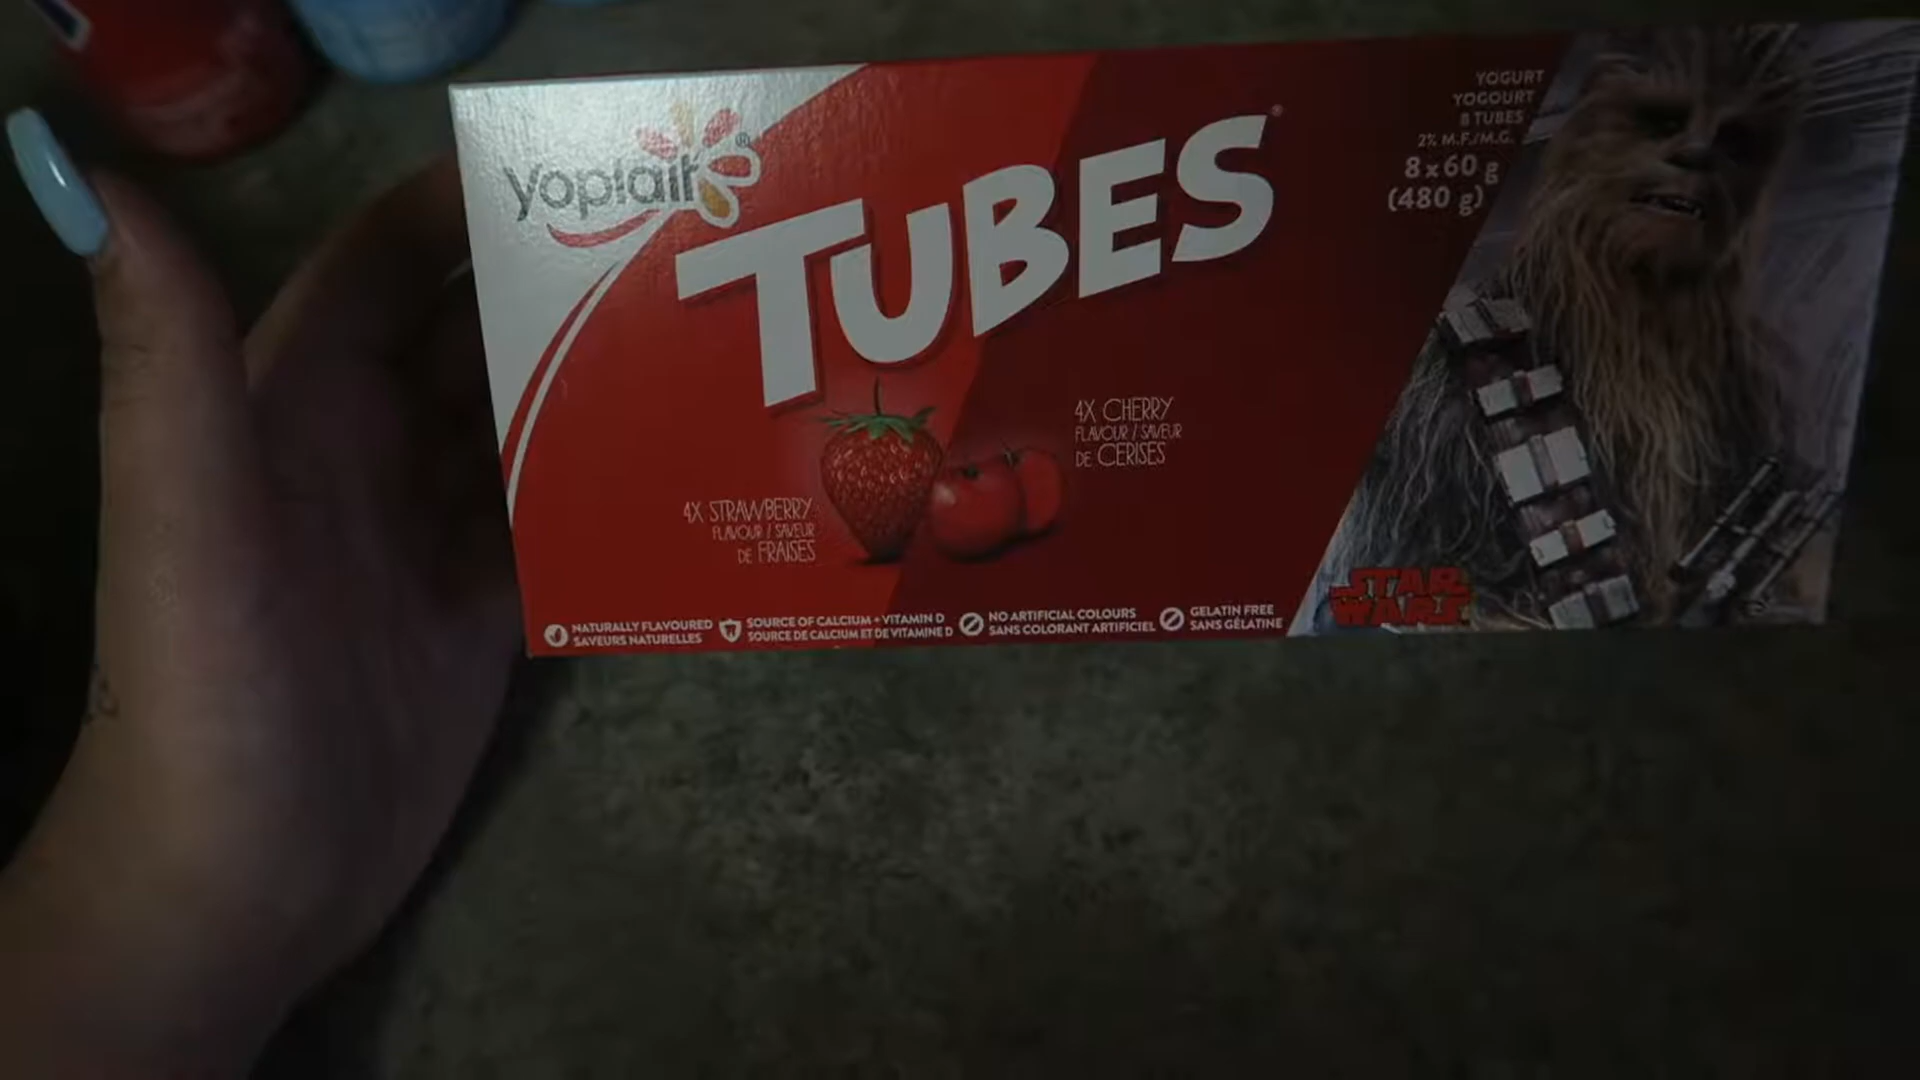 yoplait®
TUBES
YOGURT
YOGOURT
8 TUBES
2% M.F./M.G.
8 x 60 g
(480 g)
4X CHERRY
FLAVOUR / SAVEUR
DE CERISES
4X STRAWBERRY
FLAVOUR / SAVEUR
DE FRAISES
NATURALLY FLAVOURED
SAVEURS NATURELLES
SOURCE OF CALCIUM + VITAMIN D
SOURCE DE CALCIUM ET DE VITAMINE D
NO ARTIFICIAL COLOURS
SANS COLORANT ARTIFICIEL
GELATIN FREE
SANS GÉLATINE
STAR
WARS